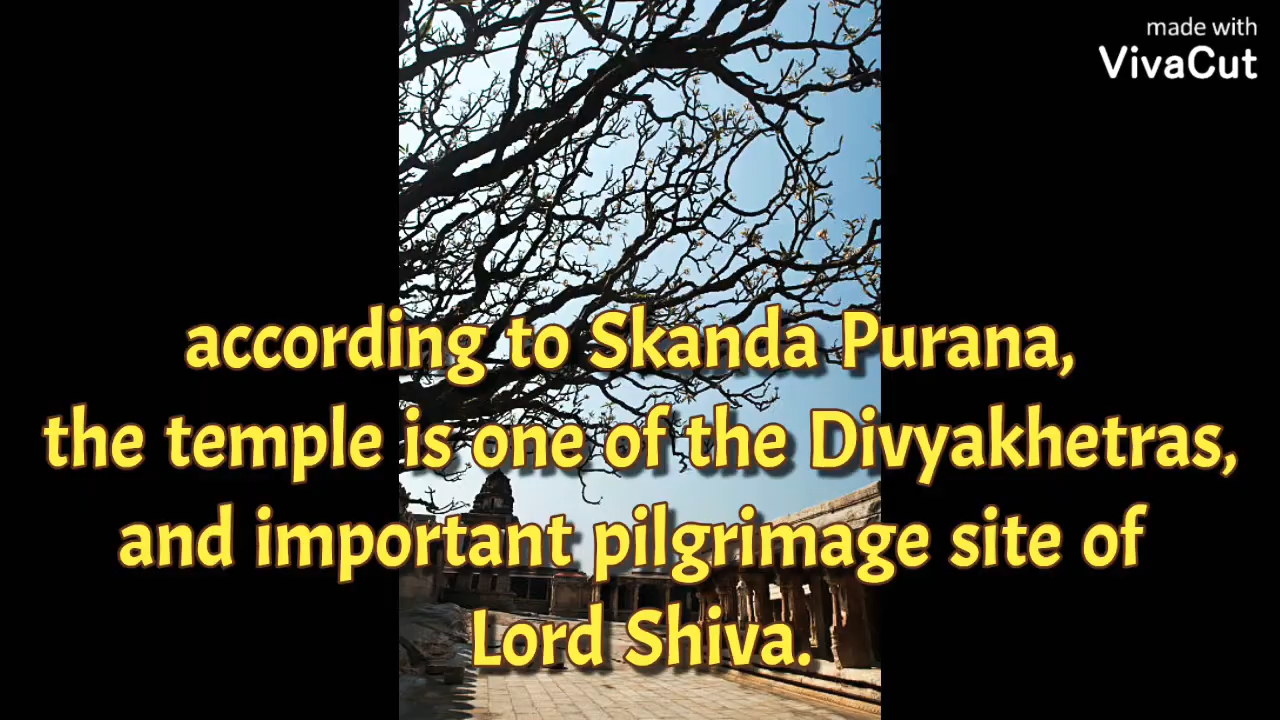 made with
VivaCut
according to Skanda Purana,
the temple is one of the Divyakhetras,
and important pilgrimage site of
Lord Shiva.